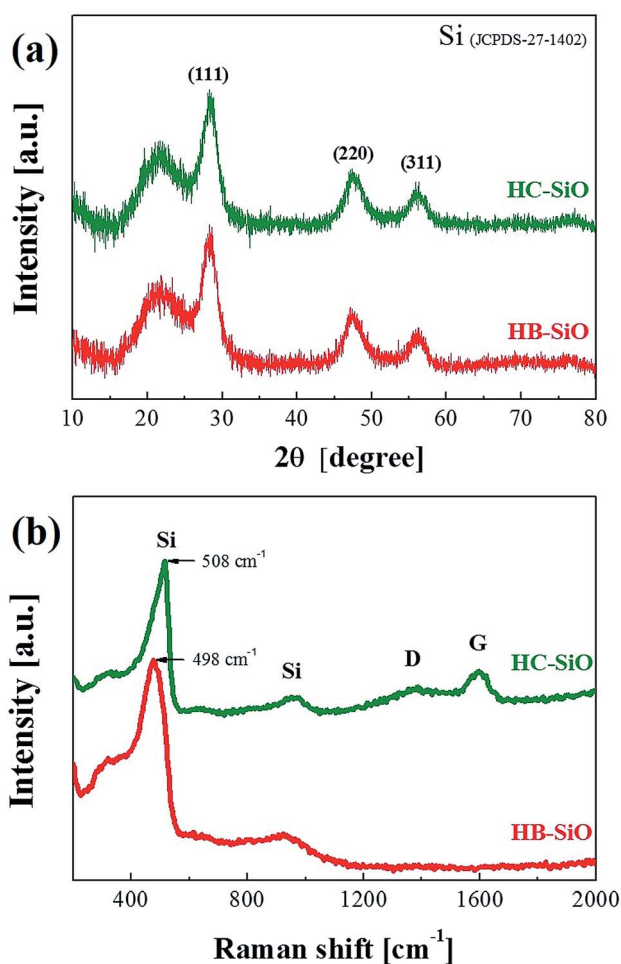 (a)
Si (JCPDS-27-1402)
(111)
(220)
(311)
HC-SiO
HB-SiO
Intensity [a.u.]
10 20 30 40 50 60 70 80
2θ [degree]
(b)
Si
508 cm⁻¹
498 cm⁻¹
Si
D
G
HC-SiO
HB-SiO
Intensity [a.u.]
400 800 1200 1600 2000
Raman shift [cm⁻¹]